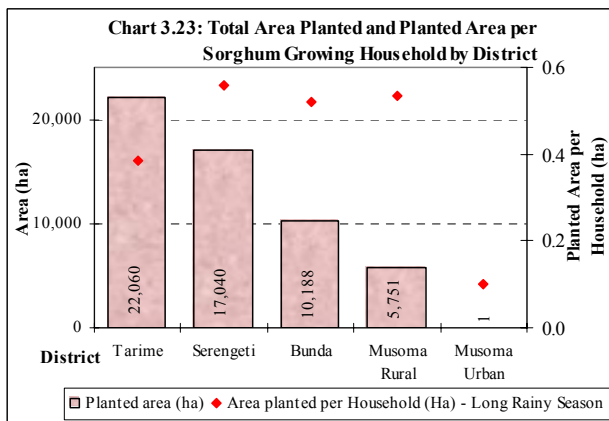 Chart 3.23: Total Area Planted and Planted Area per
Sorghum Growing Household by District
Area (ha)
20,000
10,000
0
22,060
17,040
10,188
5,751
1
0.6
0.4
0.2
0.0
Planted Area per
Household (ha)
District
Tarime
Serengeti
Bunda
Musoma
Rural
Musoma
Urban
Planted area (ha)
Area planted per Household (Ha) - Long Rainy Season